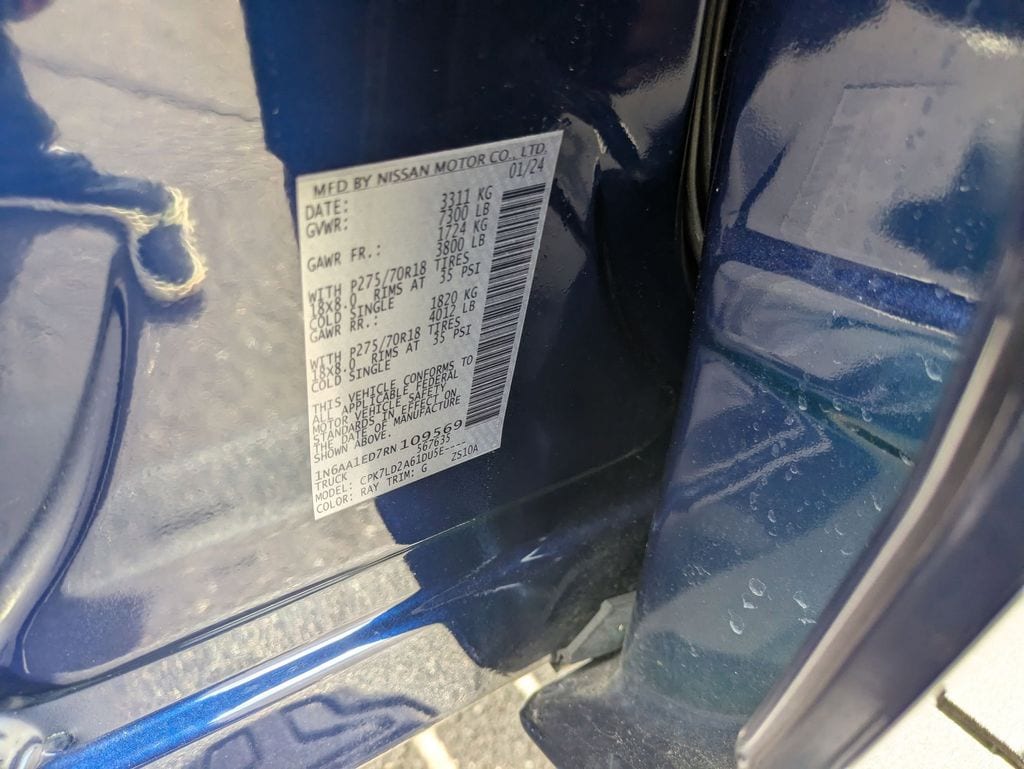 MFD BY NISSAN MOTOR CO., LTD.
DATE: 01/24
GVWR: 3311 KG
7300 LB
GAWR FR.: 1724 KG
3800 LB
WITH P275/70R18 TIRES
18X8.0 RIMS AT 35 PSI
COLD SINGLE
GAWR RR.: 1820 KG
4012 LB
WITH P275/70R18 TIRES
18X8.0 RIMS AT 35 PSI
COLD SINGLE
THIS VEHICLE CONFORMS TO
ALL APPLICABLE FEDERAL
MOTOR VEHICLE SAFETY
STANDARDS IN EFFECT ON
THE DATE OF MANUFACTURE
SHOWN ABOVE.
1N6AA1ED7RN109569
TRUCK 567635
MODEL: CPK7LD2A61DU5E----
COLOR: RAY TRIM: G ZS10A